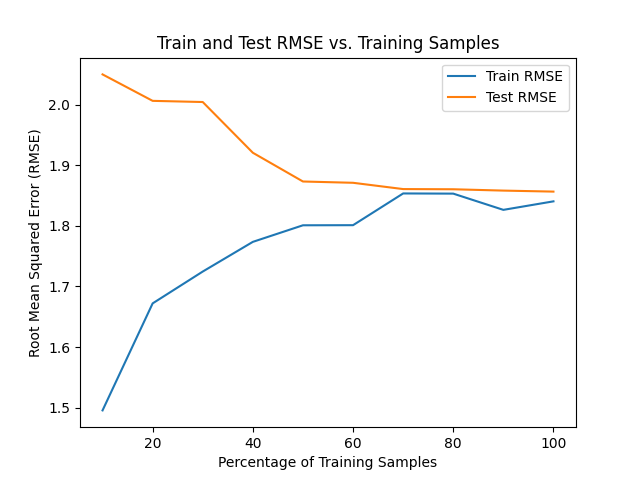 Train and Test RMSE vs. Training Samples
Train RMSE
Test RMSE
2.0
1.9
1.8
1.7
1.6
1.5
Root Mean Squared Error (RMSE)
20 40 60 80 100
Percentage of Training Samples